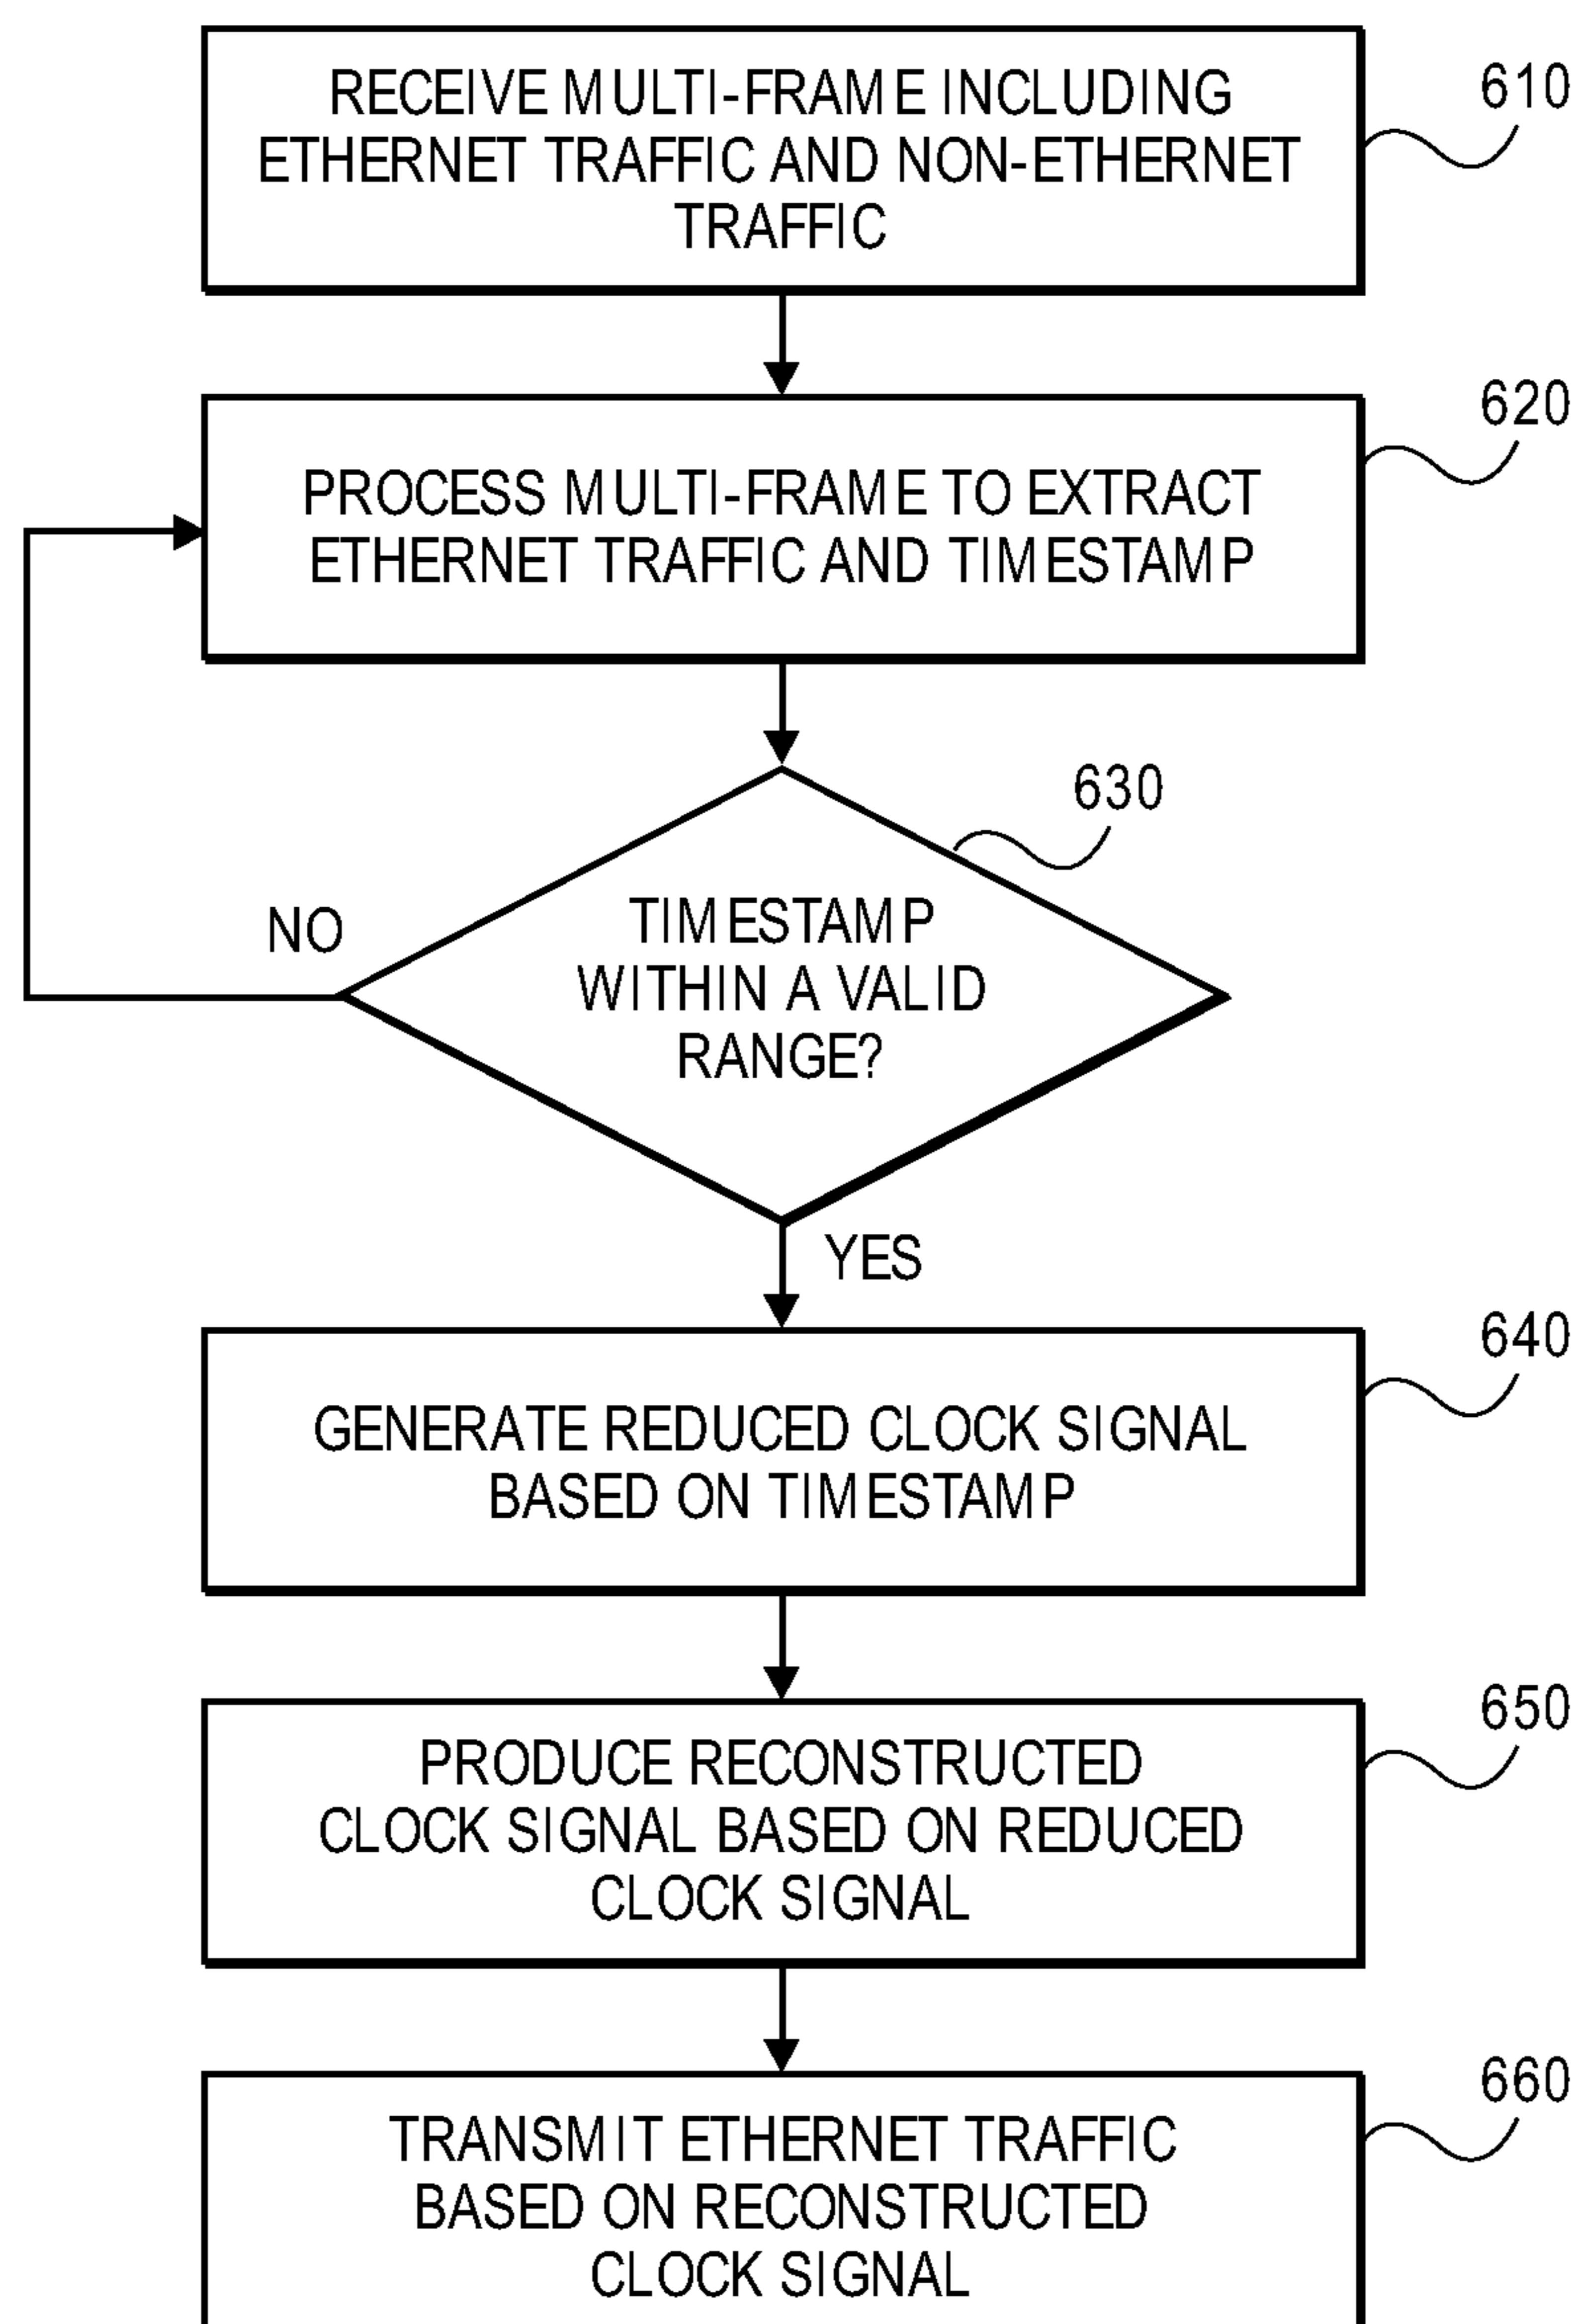 RECEIVE MULTI-FRAME INCLUDING
ETHERNET TRAFFIC AND NON-ETHERNET
TRAFFIC
610
PROCESS MULTI-FRAME TO EXTRACT
ETHERNET TRAFFIC AND TIMESTAMP
620
TIMESTAMP
WITHIN A VALID
RANGE?
630
NO
YES
GENERATE REDUCED CLOCK SIGNAL
BASED ON TIMESTAMP
640
PRODUCE RECONSTRUCTED
CLOCK SIGNAL BASED ON REDUCED
CLOCK SIGNAL
650
TRANSMIT ETHERNET TRAFFIC
BASED ON RECONSTRUCTED
CLOCK SIGNAL
660